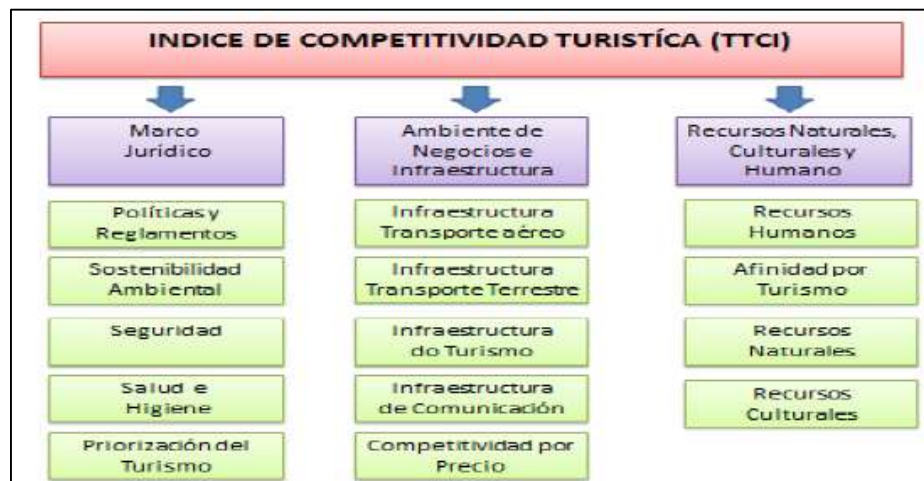 INDICE DE COMPETITIVIDAD TURISTÍCA (TTCI)
Marco
Jurídico
Políticas y
Reglamentos
Sostenibilidad
Ambiental
Seguridad
Salud e
Higiene
Priorización del
Turismo
Ambiente de
Negocios e
Infraestructura
Infraestructura
Transporte aéreo
Infraestructura
Transporte Terrestre
Infraestructura
do Turismo
Infraestructura
de Comunicación
Competitividad por
Precio
Recursos Naturales,
Culturales y
Humano
Recursos
Humanos
Afinidad por
Turismo
Recursos
Naturales
Recursos
Culturales